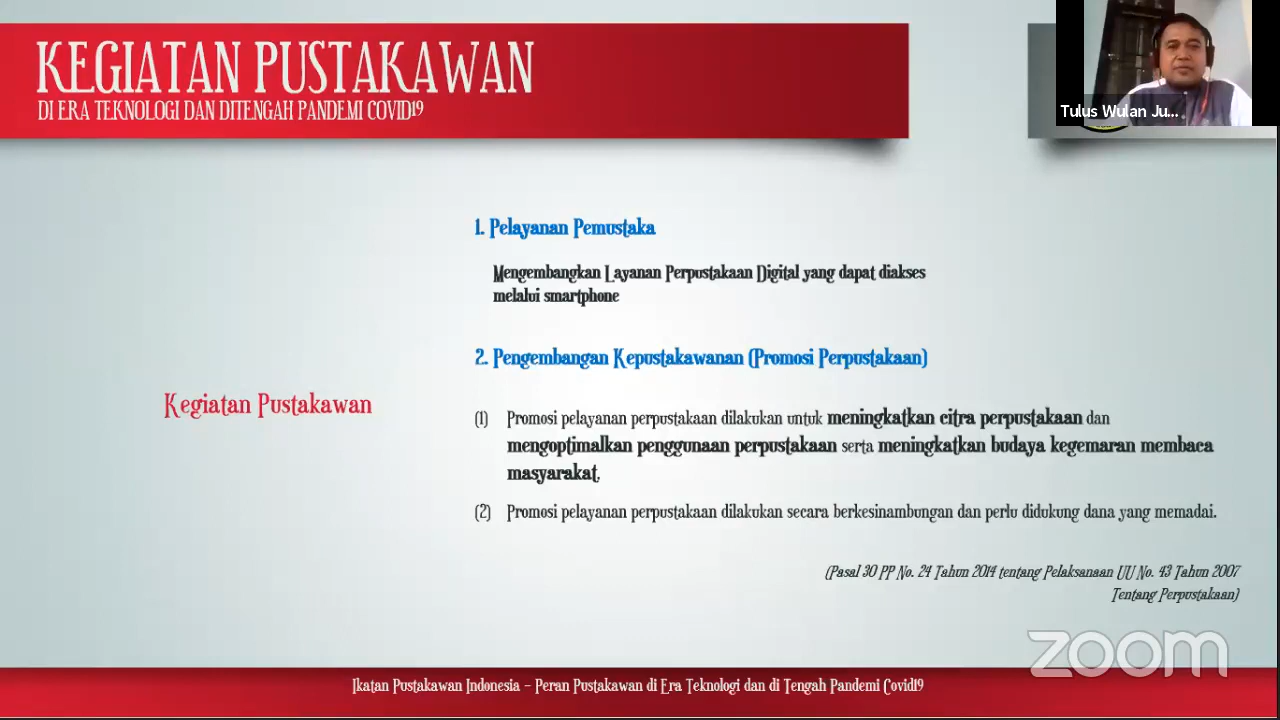 KEGIATAN PUSTAKAWAN
DI ERA TEKNOLOGI DAN DITENGAH PANDEMI COVID19
Tulus Wulan Ju...
1. Pelayanan Pemustaka
Mengembangkan Layanan Perpustakaan Digital yang dapat diakses
melalui smartphone
2. Pengembangan Kepustakawanan (Promosi Perpustakaan)
Kegiatan Pustakawan
(1) Promosi pelayanan perpustakaan dilakukan untuk meningkatkan citra perpustakaan dan
mengoptimalkan penggunaan perpustakaan serta meningkatkan budaya kegemaran membaca
masyarakat.
(2) Promosi pelayanan perpustakaan dilakukan secara berkesinambungan dan perlu didukung dana yang memadai.
(Pasal 30 PP No. 24 Tahun 2014 tentang Pelaksanaan UU No. 43 Tahun 2007
Tentang Perpustakaan)
zoom
Ikatan Pustakawan Indonesia – Peran Pustakawan di Era Teknologi dan di Tengah Pandemi Covid19